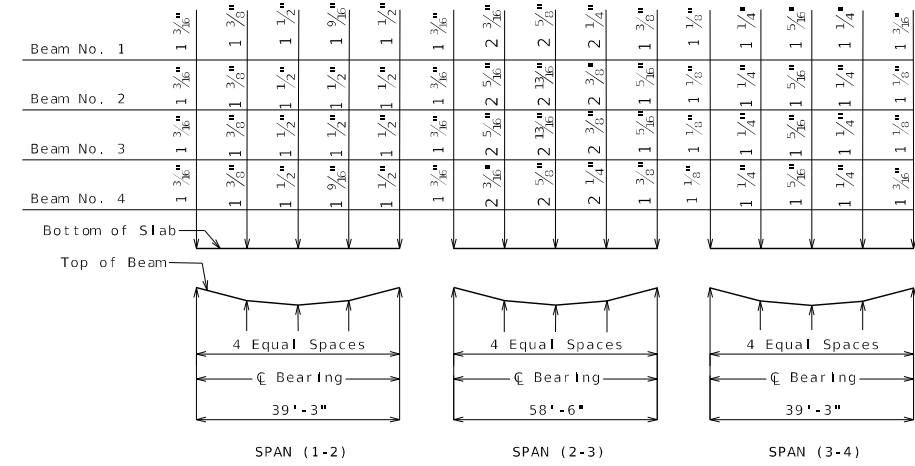 Beam No. 1 1 3/16" 1 3/8" 1 1/2" 1 9/16" 1 1/2" 1 3/16" 2 3/16" 2 5/8" 2 1/4" 1 3/8" 1 1/8" 1 1/4" 1 5/16" 1 1/4" 1 3/16"
Beam No. 2 1 3/16" 1 3/8" 1 1/2" 1 1/2" 1 1/2" 1 3/16" 2 5/16" 2 13/16" 2 3/8" 1 5/16" 1 1/8" 1 1/4" 1 5/16" 1 1/4" 1 1/8"
Beam No. 3 1 3/16" 1 3/8" 1 1/2" 1 1/2" 1 1/2" 1 3/16" 2 5/16" 2 13/16" 2 3/8" 1 5/16" 1 1/8" 1 1/4" 1 5/16" 1 1/4" 1 1/8"
Beam No. 4 1 3/16" 1 3/8" 1 1/2" 1 9/16" 1 1/2" 1 3/16" 2 3/16" 2 5/8" 2 1/4" 1 3/8" 1 1/8" 1 1/4" 1 5/16" 1 1/4" 1 3/16"
Bottom of Slab
Top of Beam
4 Equal Spaces 4 Equal Spaces 4 Equal Spaces
℄ Bearing ℄ Bearing ℄ Bearing
39'-3" 58'-6" 39'-3"
SPAN (1-2) SPAN (2-3) SPAN (3-4)